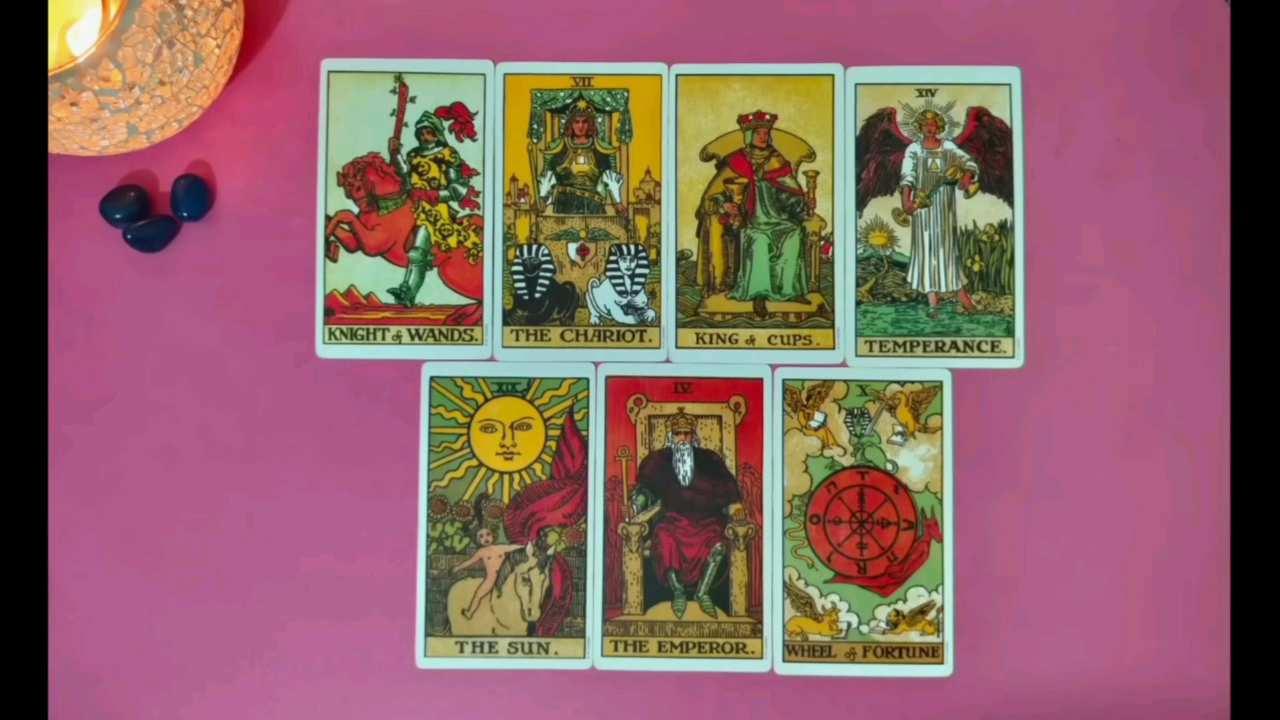 KNIGHT of WANDS.
VII
THE CHARIOT.
KING of CUPS.
XIV
TEMPERANCE.
XIX
THE SUN.
IV
THE EMPEROR.
X
WHEEL of FORTUNE
T
A
R
O